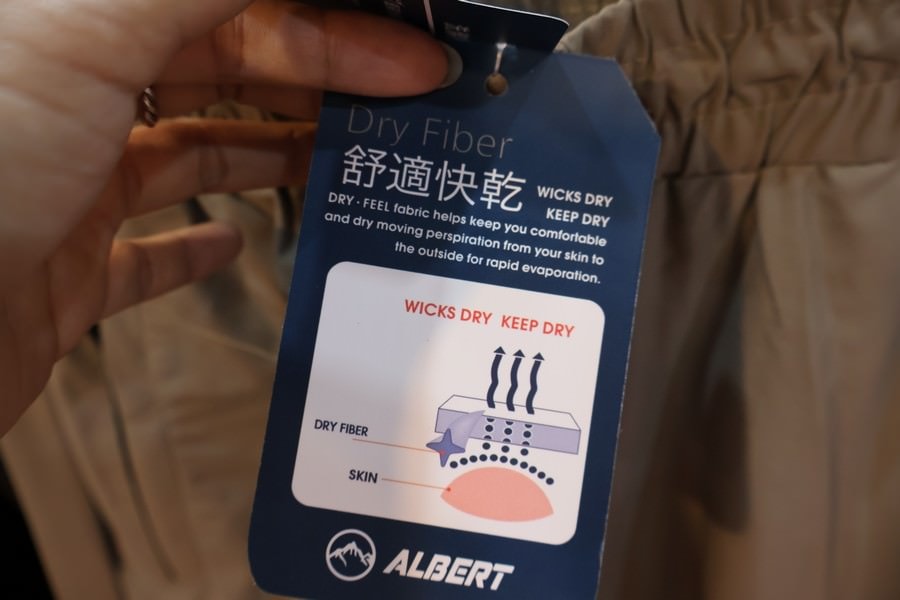 Dry Fiber
舒適快乾
WICKS DRY
KEEP DRY
DRY · FEEL fabric helps keep you comfortable
and dry moving perspiration from your skin to
the outside for rapid evaporation.
WICKS DRY KEEP DRY
DRY FIBER
SKIN
ALBERT